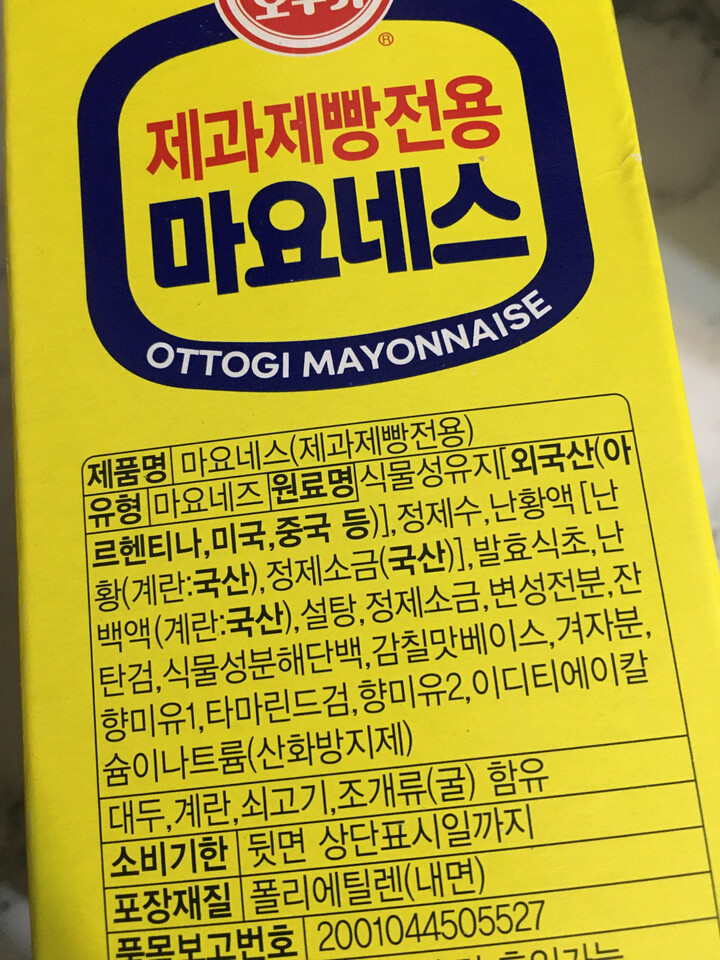 오뚜기
®
제과제빵전용
마요네스
OTTOGI MAYONNAISE
제품명 마요네스(제과제빵전용)
유형 마요네즈 원료명 식물성유지[외국산(아
르헨티나,미국,중국 등)],정제수,난황액[난
황(계란:국산),정제소금(국산)],발효식초,난
백액(계란:국산),설탕,정제소금,변성전분,잔
탄검,식물성분해단백,감칠맛베이스,겨자분,
향미유1,타마린드검,향미유2,이디티에이칼
슘이나트륨(산화방지제)
대두,계란,쇠고기,조개류(굴) 함유
소비기한 뒷면 상단표시일까지
포장재질 폴리에틸렌(내면)
품목보고번호 2001044505527